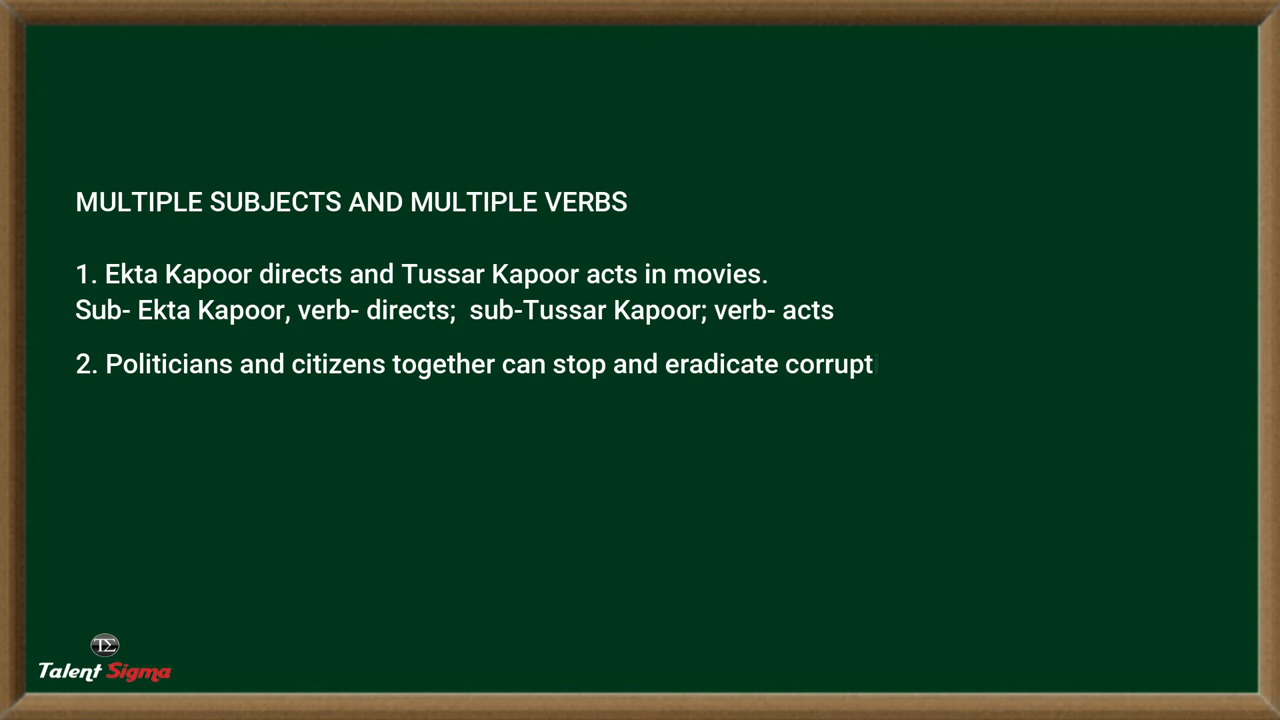 MULTIPLE SUBJECTS AND MULTIPLE VERBS
1. Ekta Kapoor directs and Tussar Kapoor acts in movies.
Sub- Ekta Kapoor, verb- directs;  sub-Tussar Kapoor; verb- acts
2. Politicians and citizens together can stop and eradicate corrupt
TΣ
Talent Sigma